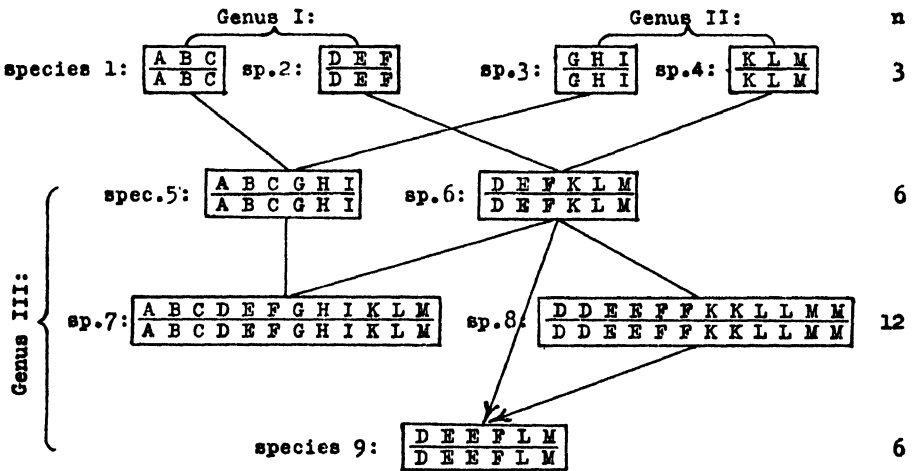 Genus I: Genus II: n
species 1: A B C sp.2: D E F sp.3: G H I sp.4: K L M 3
A B C D E F G H I K L M
spec.5: A B C G H I sp.6: D E F K L M 6
A B C G H I D E F K L M
Genus III:
sp.7: A B C D E F G H I K L M sp.8: D D E E F F K K L L M M 12
A B C D E F G H I K L M D D E E F F K K L L M M
species 9: D E E F L M 6
D E E F L M